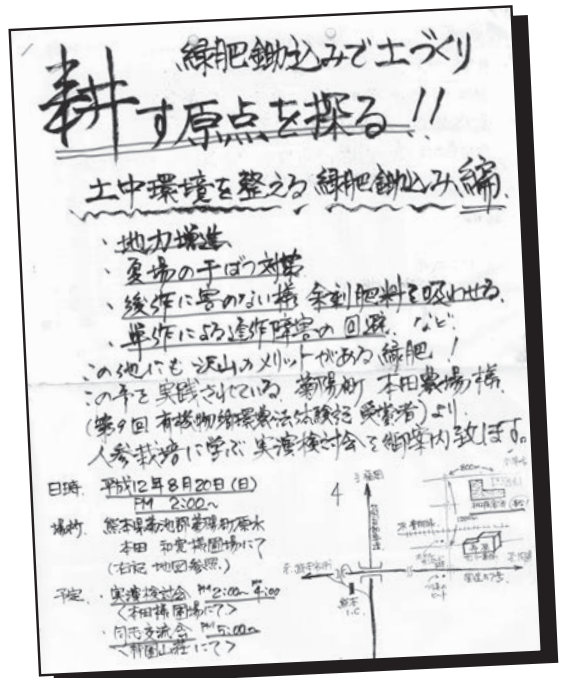 緑肥鋤込みで土づくり
耕す原点を探る!!
土中環境を整える緑肥鋤込み編
・地力増進
・夏場の干ばつ対策
・後作に害のない様 余剰肥料を吸わせる、
・単作による連作障害の回避、など
この他にも沢山のメリットがある緑肥!
この手を実践されている 菊陽町 本田農場様
(第9回 有機物循環農法体験記 受賞者)より
人参栽培に学ぶ実演検討会を御案内致します。
日時、平成12年8月20日(日)
PM 2:00~
場所、熊本県菊池郡菊陽町原水
本田 和寛様圃場にて
(右記・地図参照)
予定、・実演検討会 PM2:00~PM4:00
<本田様圃場にて>
・同志交流会 PM5:00~
800m
熊本
I.C.